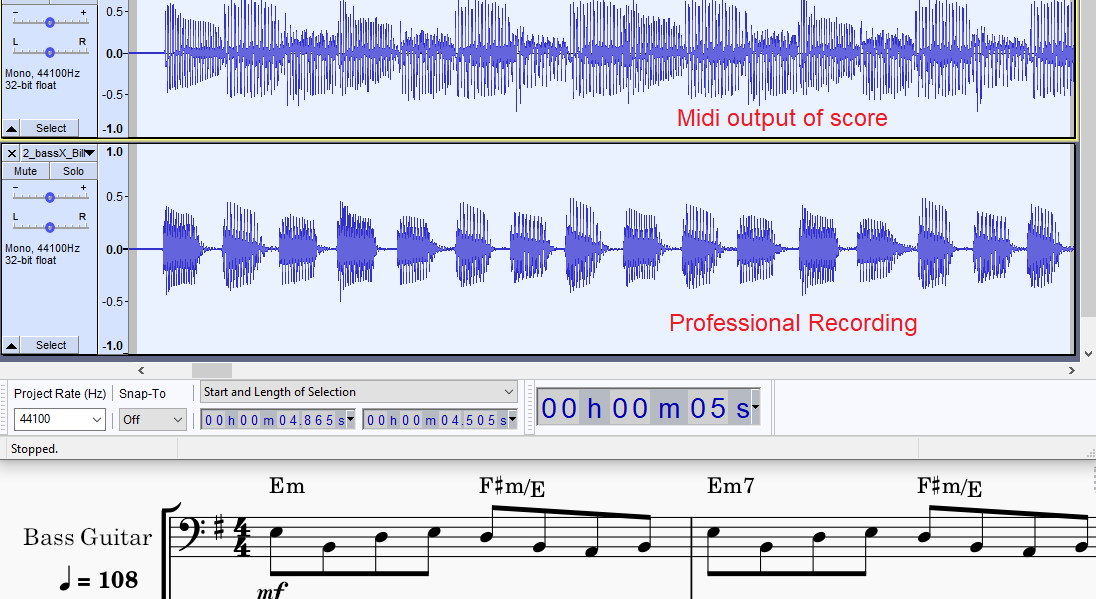 - +
0.5
L R
0.0
Mono, 44100Hz
32-bit float
-0.5
Midi output of score
Select
-1.0
2_bassX_Bill
1.0
Mute Solo
- +
0.5
L R
0.0
Mono, 44100Hz
32-bit float
-0.5
Professional Recording
Select
-1.0
Project Rate (Hz) Snap-To Start and Length of Selection
44100 Off 00h00m04.865s 00h00m04.505s 00 h 00 m 05 s
Stopped.
Em F♯m/E Em7 F♯m/E
Bass Guitar
4
4
♩ = 108
mf